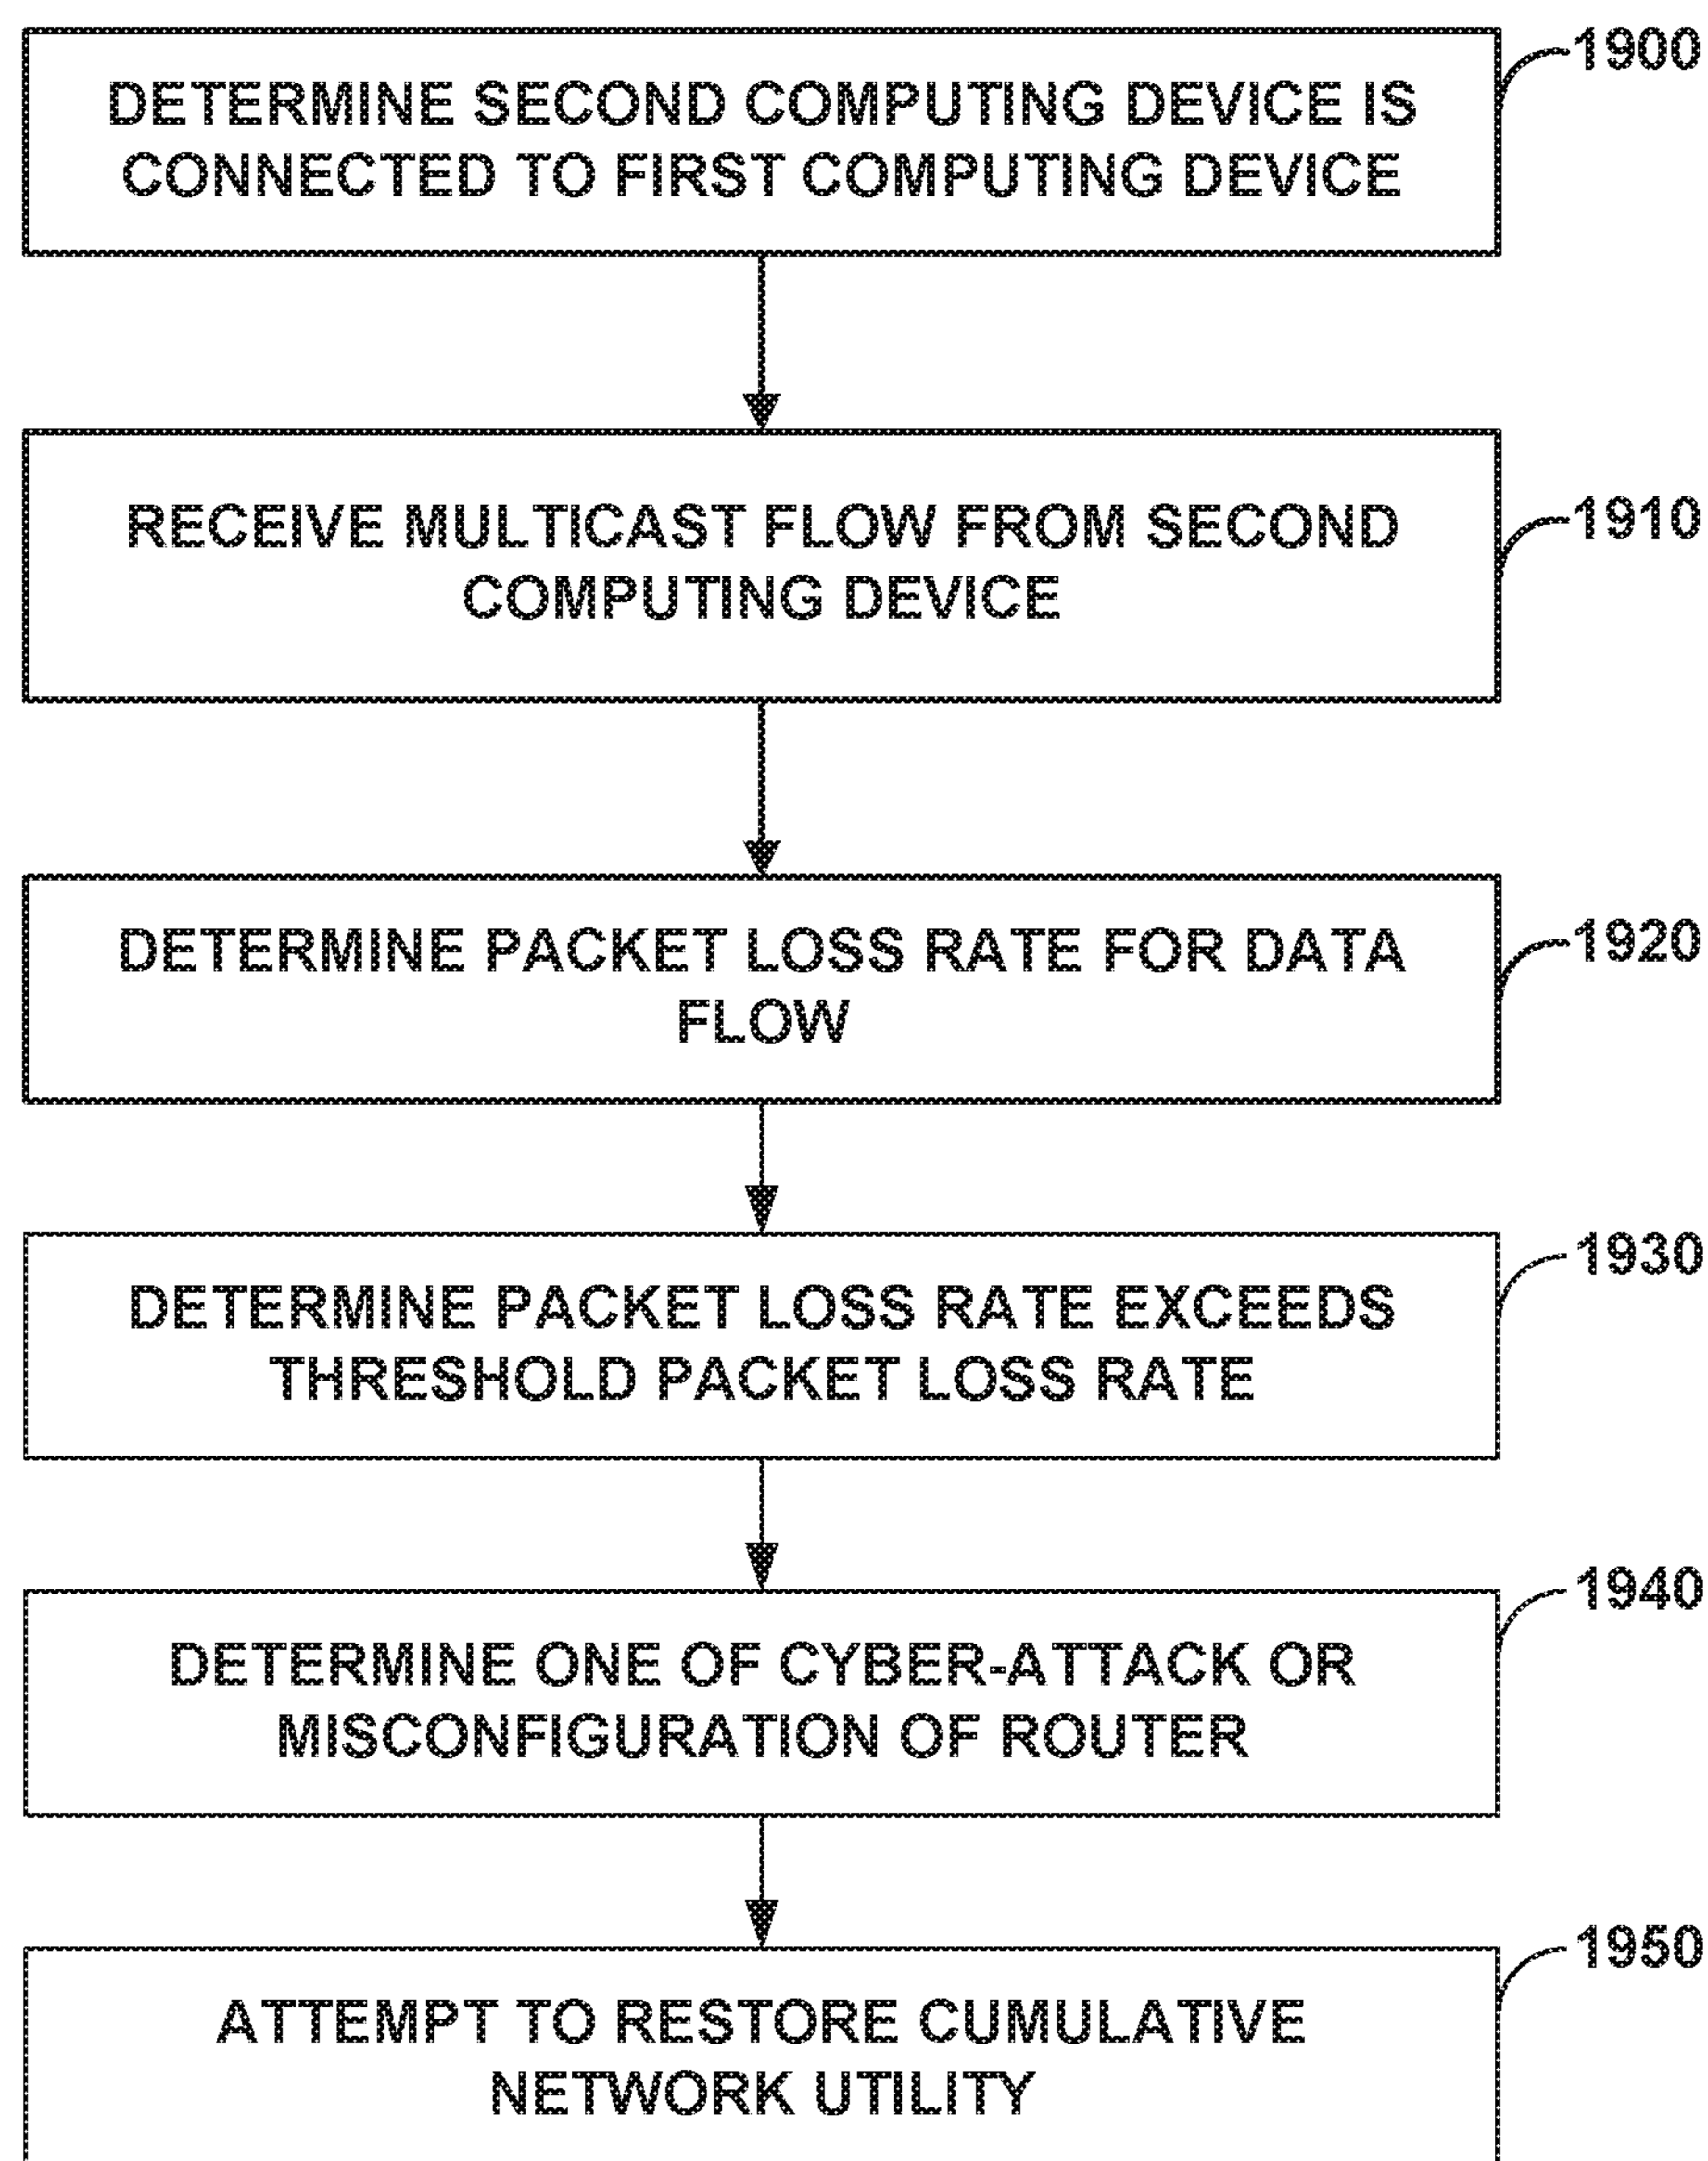 1900
DETERMINE SECOND COMPUTING DEVICE IS
CONNECTED TO FIRST COMPUTING DEVICE
1910
RECEIVE MULTICAST FLOW FROM SECOND
COMPUTING DEVICE
1920
DETERMINE PACKET LOSS RATE FOR DATA
FLOW
1930
DETERMINE PACKET LOSS RATE EXCEEDS
THRESHOLD PACKET LOSS RATE
1940
DETERMINE ONE OF CYBER-ATTACK OR
MISCONFIGURATION OF ROUTER
1950
ATTEMPT TO RESTORE CUMULATIVE
NETWORK UTILITY